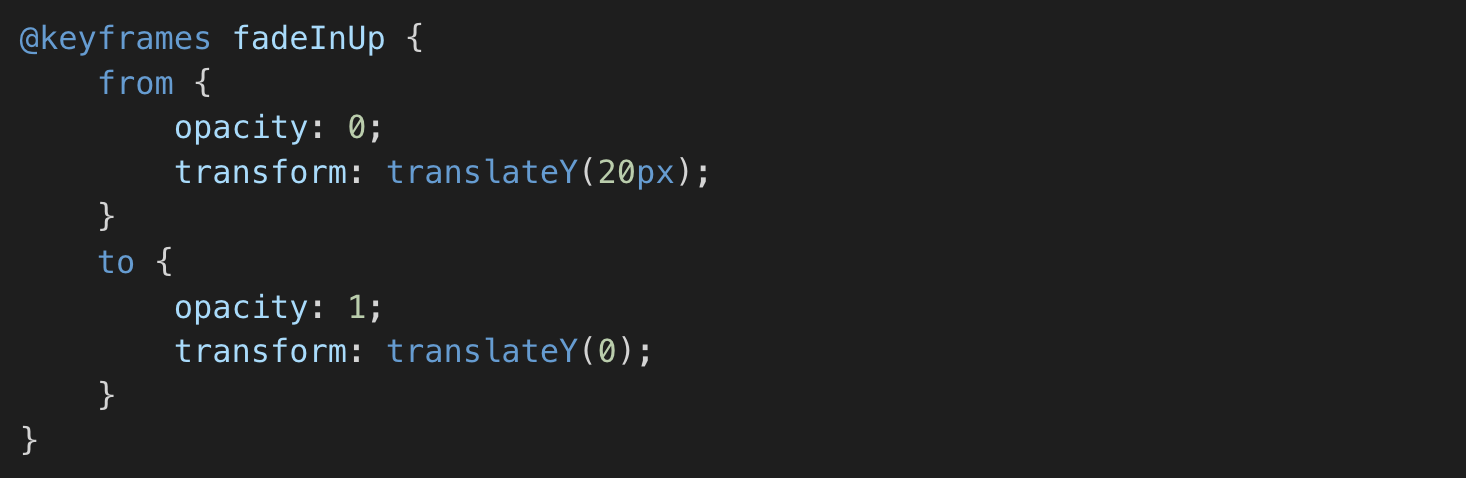 @keyframes fadeInUp {
    from {
        opacity: 0;
        transform: translateY(20px);
    }
    to {
        opacity: 1;
        transform: translateY(0);
    }
}